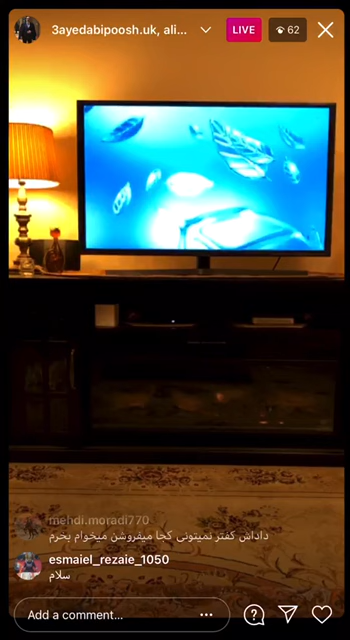 3ayedabipoosh.uk, ali...
LIVE
62
mehdi.moradi770
داداش کفتر نمیتونی کجا میفروشن میخوام بخرم
esmaiel_rezaie_1050
سلام
Add a comment...